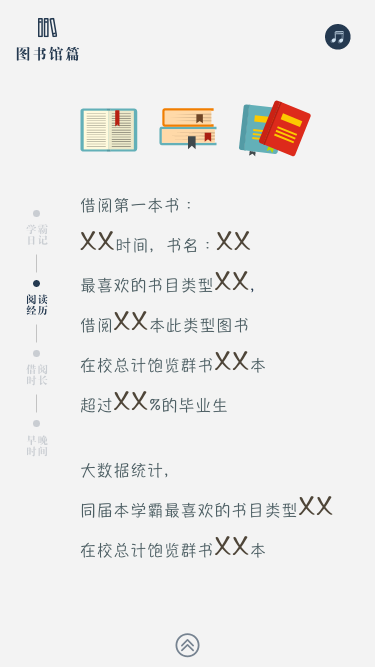 图书馆篇
学霸
日记
阅读
经历
借阅
时长
早晚
时间
借阅第一本书：
XX时间，书名：XX
最喜欢的书目类型XX，
借阅XX本此类型图书
在校总计饱览群书XX本
超过XX%的毕业生
大数据统计，
同届本学霸最喜欢的书目类型XX
在校总计饱览群书XX本